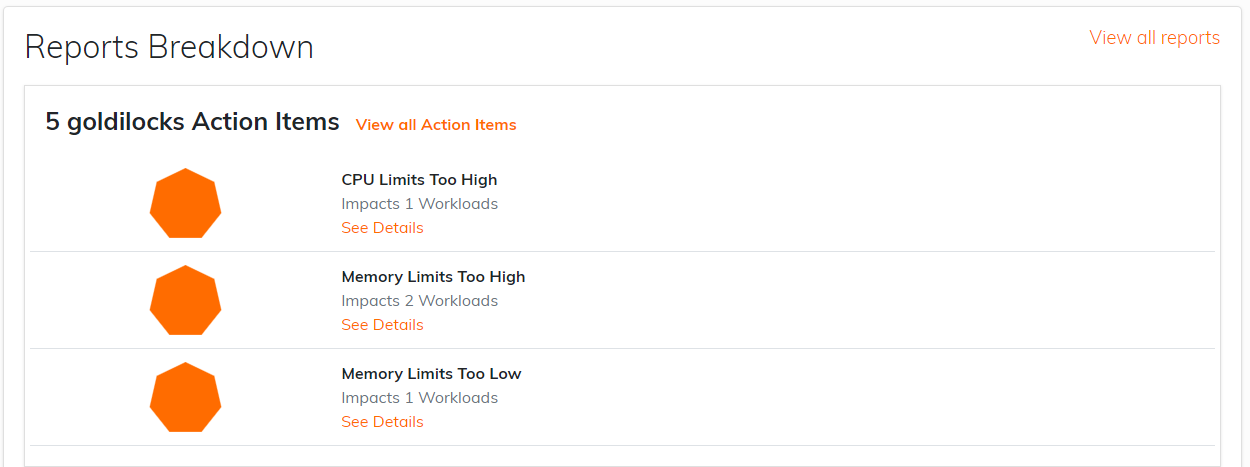 Reports Breakdown
View all reports
5 goldilocks Action Items View all Action Items
CPU Limits Too High
Impacts 1 Workloads
See Details
Memory Limits Too High
Impacts 2 Workloads
See Details
Memory Limits Too Low
Impacts 1 Workloads
See Details